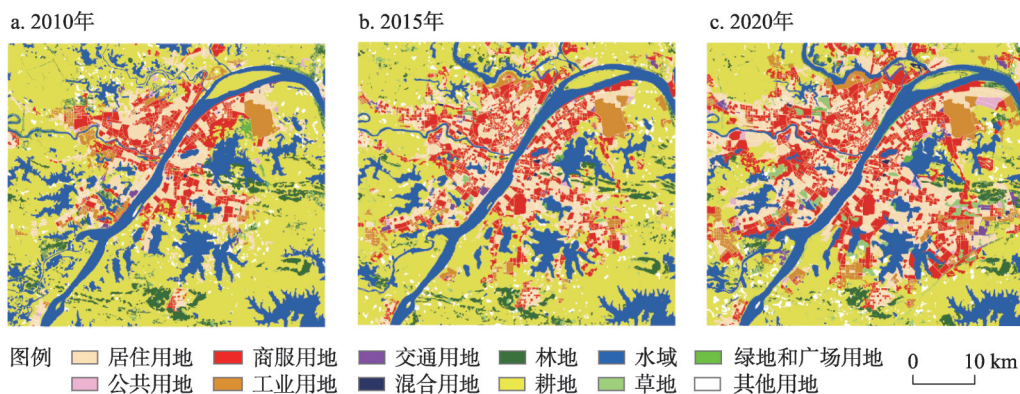 a. 2010年 b. 2015年 c. 2020年
图例 居住用地 商服用地 交通用地 林地 水域 绿地和广场用地 0 10 km
公共用地 工业用地 混合用地 耕地 草地 其他用地